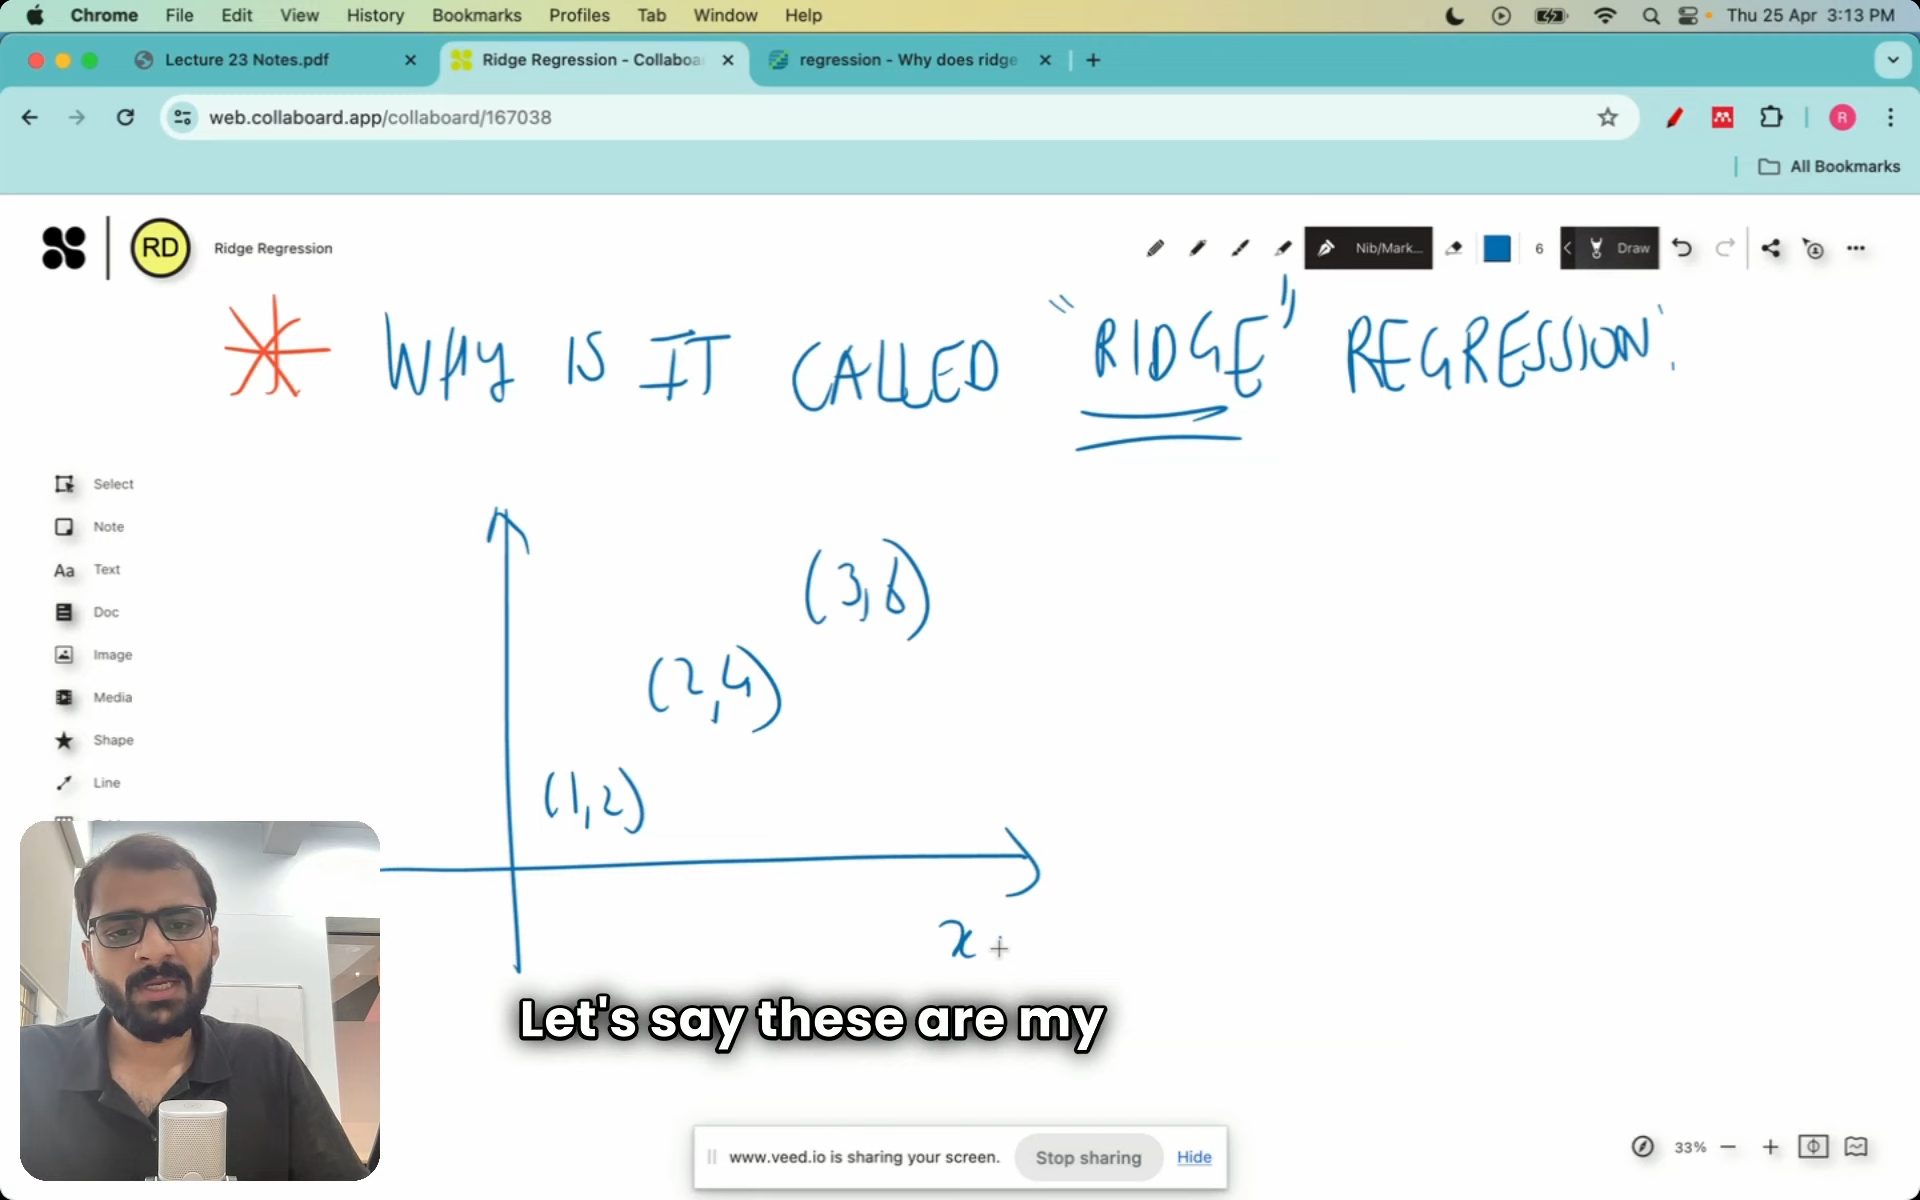 Chrome File Edit View History Bookmarks Profiles Tab Window Help Thu 25 Apr 3:13 PM
Lecture 23 Notes.pdf Ridge Regression - Collaboa regression - Why does ridge
web.collaboard.app/collaboard/167038 R
All Bookmarks
RD Ridge Regression Nib/Mark... 6 Draw
WHY IS IT CALLED "RIDGE" REGRESSION?
Select
Note
Aa Text
Doc
Image
Media
Shape
Line
(3,6)
(2,4)
(1,2)
x
Let's say these are my
www.veed.io is sharing your screen. Stop sharing Hide
33%